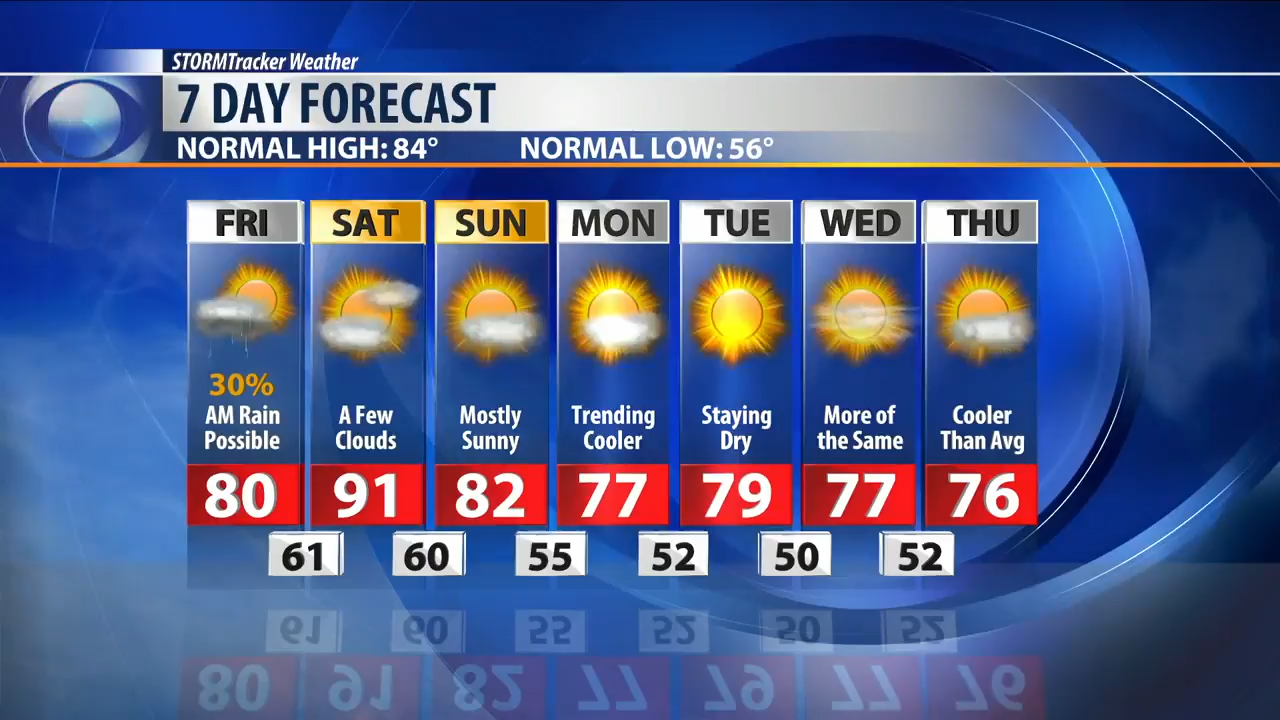 STORMTracker Weather
7 DAY FORECAST
NORMAL HIGH: 84° NORMAL LOW: 56°
FRI SAT SUN MON TUE WED THU
30%
AM Rain A Few Mostly Trending Staying More of Cooler
Possible Clouds Sunny Cooler Dry the Same Than Avg
80 91 82 77 79 77 76
61 60 55 52 50 52